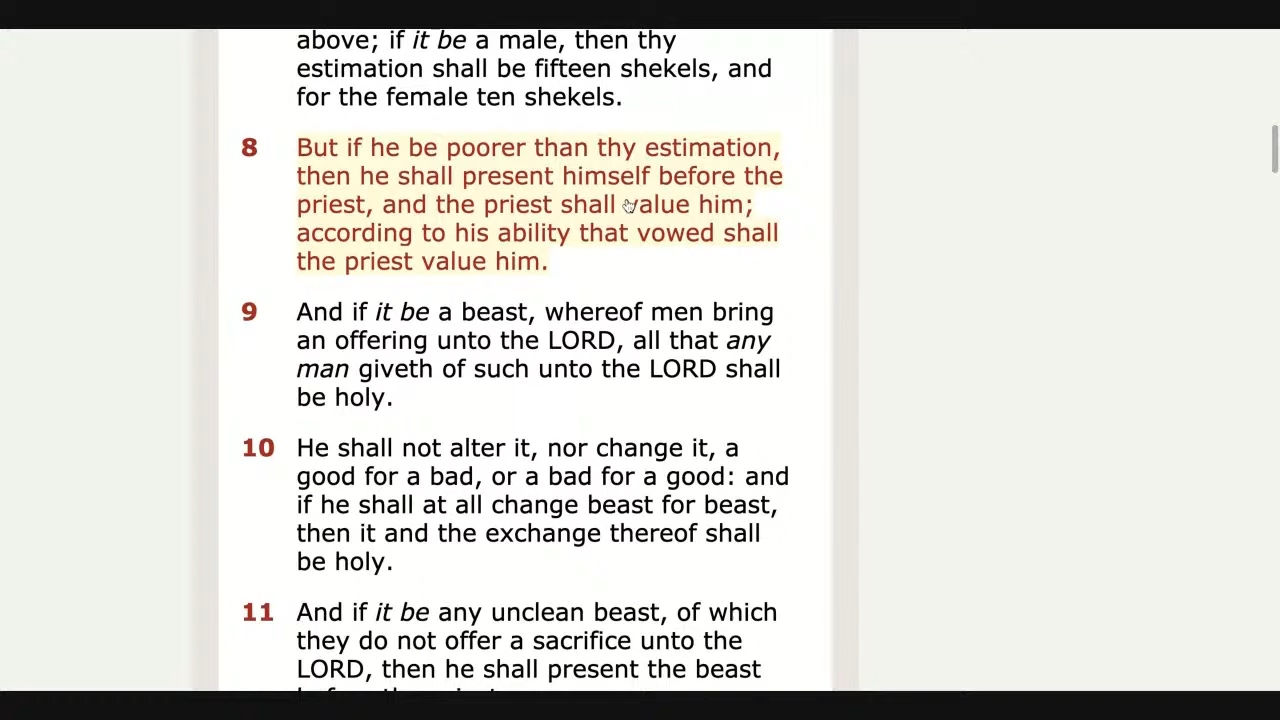 above; if it be a male, then thy
estimation shall be fifteen shekels, and
for the female ten shekels.
8 But if he be poorer than thy estimation,
then he shall present himself before the
priest, and the priest shall value him;
according to his ability that vowed shall
the priest value him.
9 And if it be a beast, whereof men bring
an offering unto the LORD, all that any
man giveth of such unto the LORD shall
be holy.
10 He shall not alter it, nor change it, a
good for a bad, or a bad for a good: and
if he shall at all change beast for beast,
then it and the exchange thereof shall
be holy.
11 And if it be any unclean beast, of which
they do not offer a sacrifice unto the
LORD, then he shall present the beast